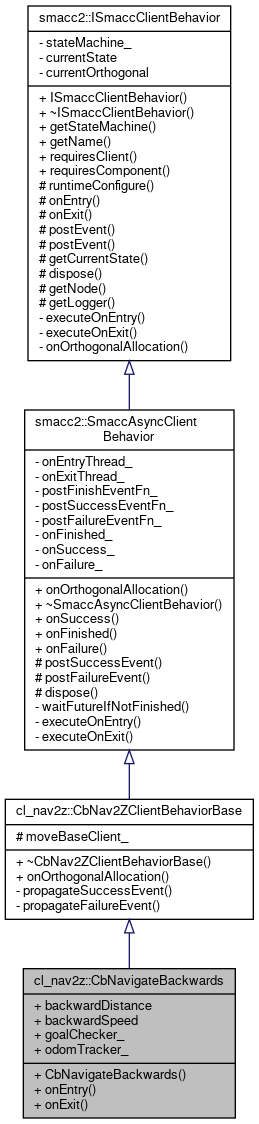 smacc2::ISmaccClientBehavior
- stateMachine_
- currentState
- currentOrthogonal
+ ISmaccClientBehavior()
+ ~ISmaccClientBehavior()
+ getStateMachine()
+ getName()
+ requiresClient()
+ requiresComponent()
# runtimeConfigure()
# onEntry()
# onExit()
# postEvent()
# postEvent()
# getCurrentState()
# dispose()
# getNode()
# getLogger()
- executeOnEntry()
- executeOnExit()
- onOrthogonalAllocation()
smacc2::SmaccAsyncClient
Behavior
- onEntryThread_
- onExitThread_
- postFinishEventFn_
- postSuccessEventFn_
- postFailureEventFn_
- onFinished_
- onSuccess_
- onFailure_
+ onOrthogonalAllocation()
+ ~SmaccAsyncClientBehavior()
+ onSuccess()
+ onFinished()
+ onFailure()
# postSuccessEvent()
# postFailureEvent()
# dispose()
- waitFutureIfNotFinished()
- executeOnEntry()
- executeOnExit()
cl_nav2z::CbNav2ZClientBehaviorBase
# moveBaseClient_
+ ~CbNav2ZClientBehaviorBase()
+ onOrthogonalAllocation()
- propagateSuccessEvent()
- propagateFailureEvent()
cl_nav2z::CbNavigateBackwards
+ backwardDistance
+ backwardSpeed
+ goalChecker_
+ odomTracker_
+ CbNavigateBackwards()
+ onEntry()
+ onExit()